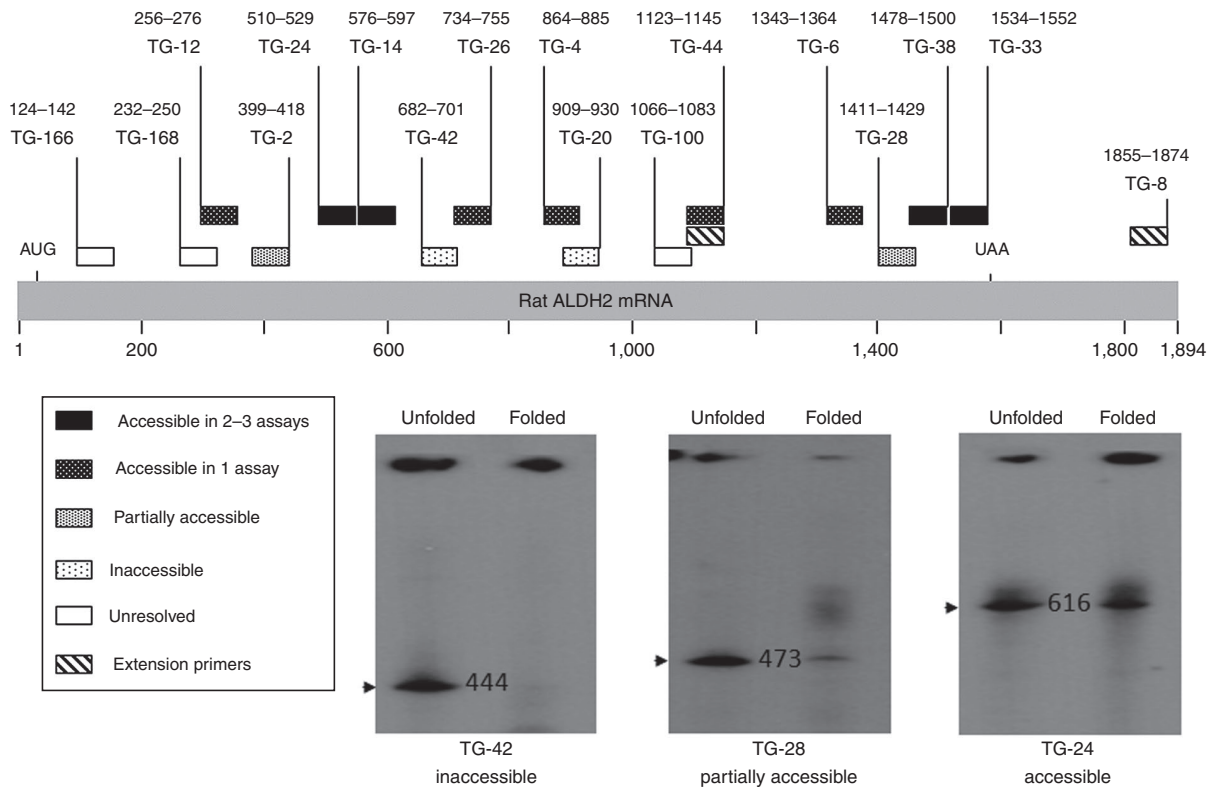 256–276 510–529 576–597 734–755 864–885 1123–1145 1343–1364 1478–1500 1534–1552
TG-12 TG-24 TG-14 TG-26 TG-4 TG-44 TG-6 TG-38 TG-33
124–142 232–250 399–418 682–701 909–930 1066–1083 1411–1429
TG-166 TG-168 TG-2 TG-42 TG-20 TG-100 TG-28
1855–1874
TG-8
AUG UAA
Rat ALDH2 mRNA
1 200 600 1,000 1,400 1,800 1,894
Accessible in 2–3 assays
Accessible in 1 assay
Partially accessible
Inaccessible
Unresolved
Extension primers
Unfolded Folded
444
TG-42
inaccessible
Unfolded Folded
473
TG-28
partially accessible
Unfolded Folded
616
TG-24
accessible